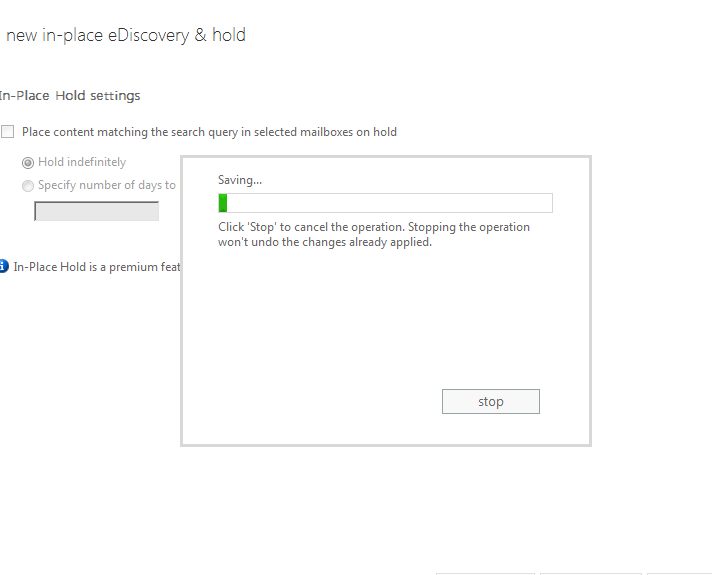 new in-place eDiscovery & hold
In-Place Hold settings
Place content matching the search query in selected mailboxes on hold
Hold indefinitely
Specify number of days to
In-Place Hold is a premium feat
Saving...
Click 'Stop' to cancel the operation. Stopping the operation
won't undo the changes already applied.
stop